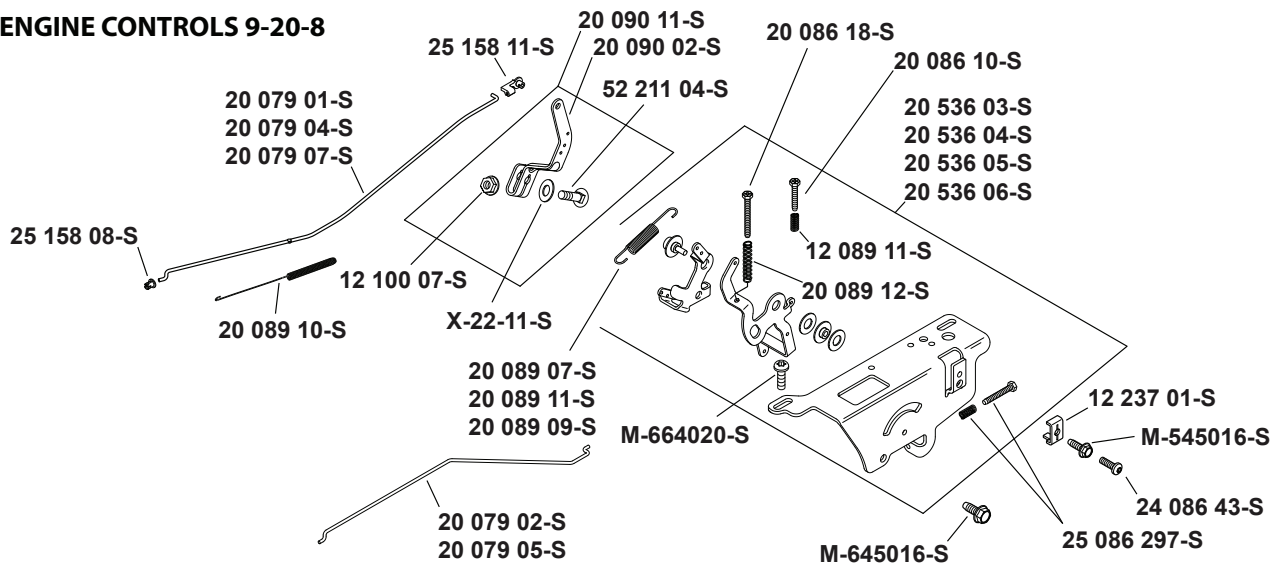 ENGINE CONTROLS 9-20-8
20 090 11-S
20 090 02-S
25 158 11-S
20 086 18-S
20 086 10-S
52 211 04-S
20 079 01-S
20 079 04-S
20 079 07-S
20 536 03-S
20 536 04-S
20 536 05-S
20 536 06-S
25 158 08-S
12 089 11-S
12 100 07-S
20 089 12-S
20 089 10-S
X-22-11-S
20 089 07-S
20 089 11-S
20 089 09-S
M-664020-S
12 237 01-S
M-545016-S
24 086 43-S
25 086 297-S
20 079 02-S
20 079 05-S
M-645016-S